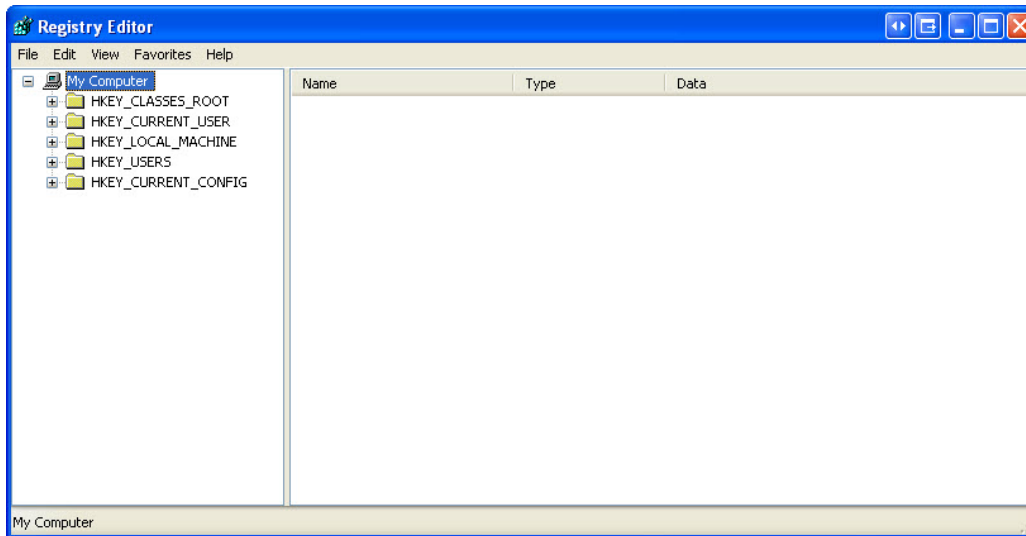 Registry Editor
File Edit View Favorites Help
My Computer
HKEY_CLASSES_ROOT
HKEY_CURRENT_USER
HKEY_LOCAL_MACHINE
HKEY_USERS
HKEY_CURRENT_CONFIG
Name Type Data
My Computer